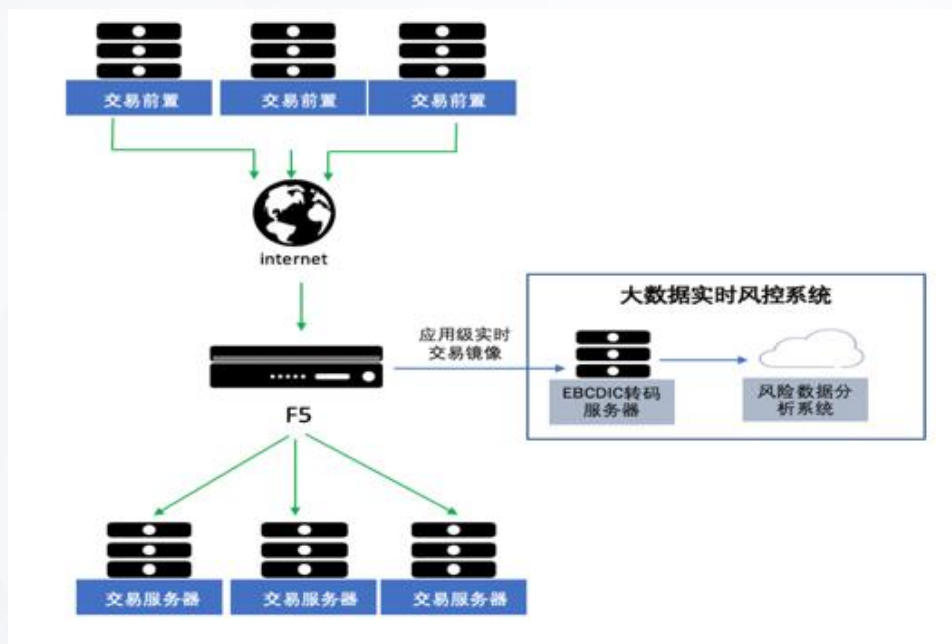 交易前置
交易前置
交易前置
internet
大数据实时风控系统
应用级实时
交易镜像
EBCDIC转码
服务器
风险数据分
析系统
F5
交易服务器
交易服务器
交易服务器